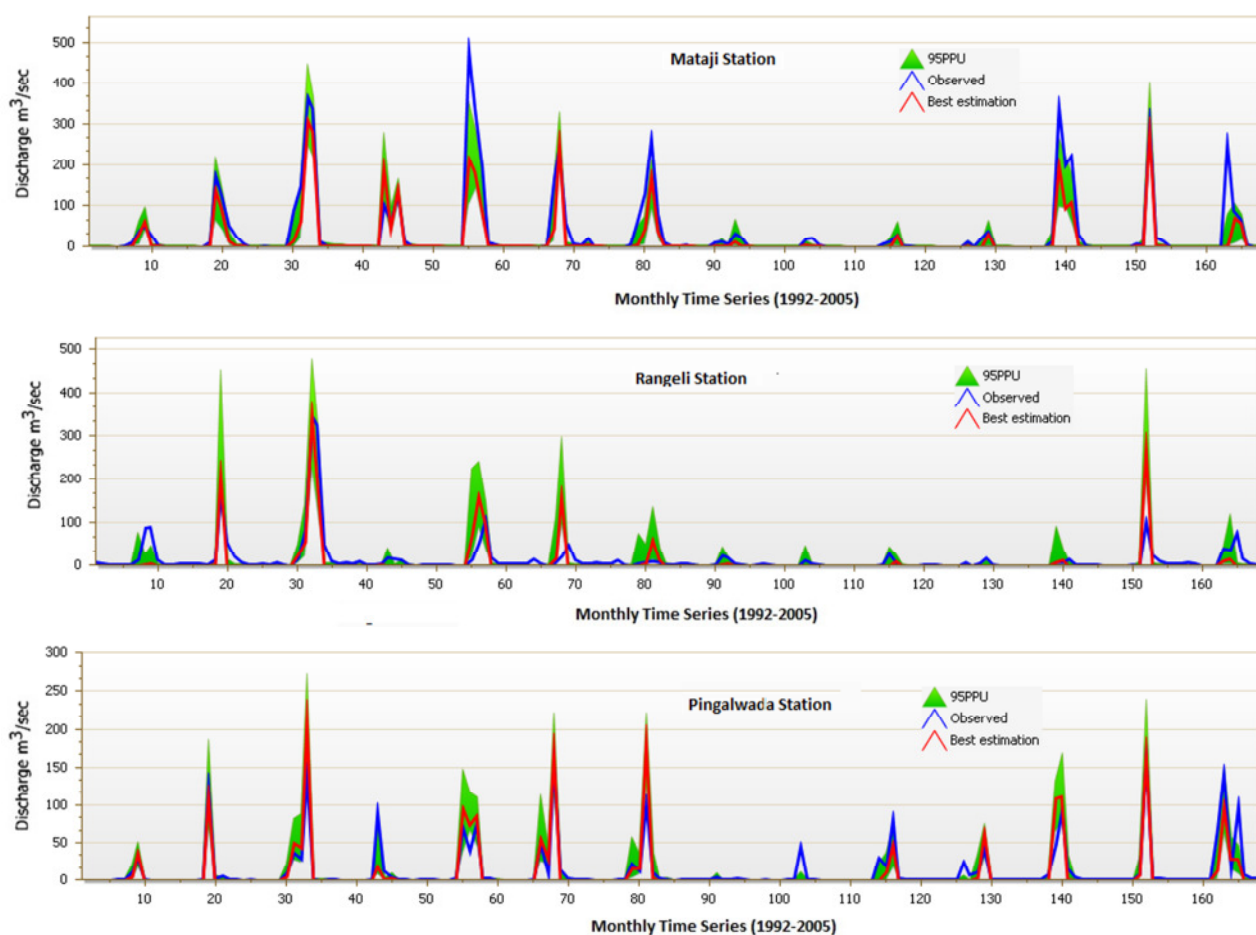 500
400
300
200
100
0
Discharge m³/sec
Mataji Station
95PPU
Observed
Best estimation
10 20 30 40 50 60 70 80 90 100 110 120 130 140 150 160
Monthly Time Series (1992-2005)
500
400
300
200
100
0
Discharge m³/sec
Rangeli Station
95PPU
Observed
Best estimation
10 20 30 40 50 60 70 80 90 100 110 120 130 140 150 160
Monthly Time Series (1992-2005)
300
250
200
150
100
50
0
Discharge m³/sec
Pingalwada Station
95PPU
Observed
Best estimation
10 20 30 40 50 60 70 80 90 100 110 120 130 140 150 160
Monthly Time Series (1992-2005)